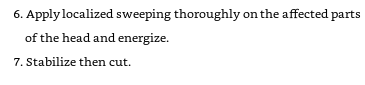 6. Apply localized sweeping thoroughly on the affected parts
of the head and energize.
7. Stabilize then cut.